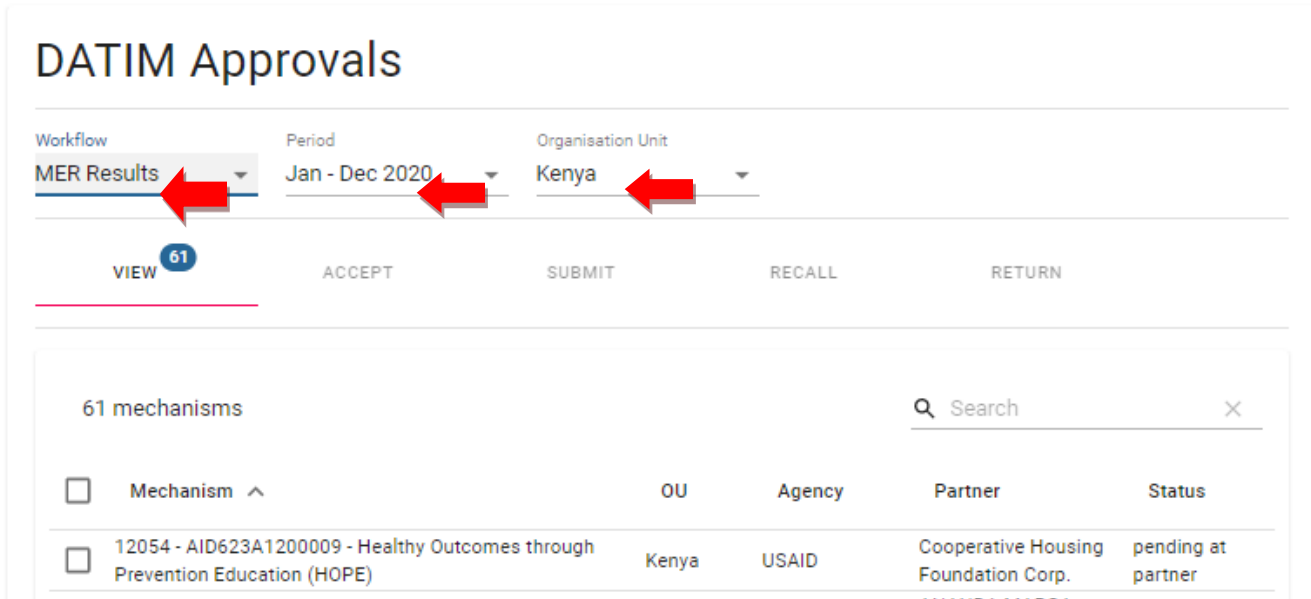 DATIM Approvals
Workflow Period Organisation Unit
MER Results Jan - Dec 2020 Kenya
VIEW 61 ACCEPT SUBMIT RECALL RETURN
61 mechanisms Search
Mechanism OU Agency Partner Status
12054 - AID623A1200009 - Healthy Outcomes through Prevention Education (HOPE) Kenya USAID Cooperative Housing Foundation Corp. pending at partner